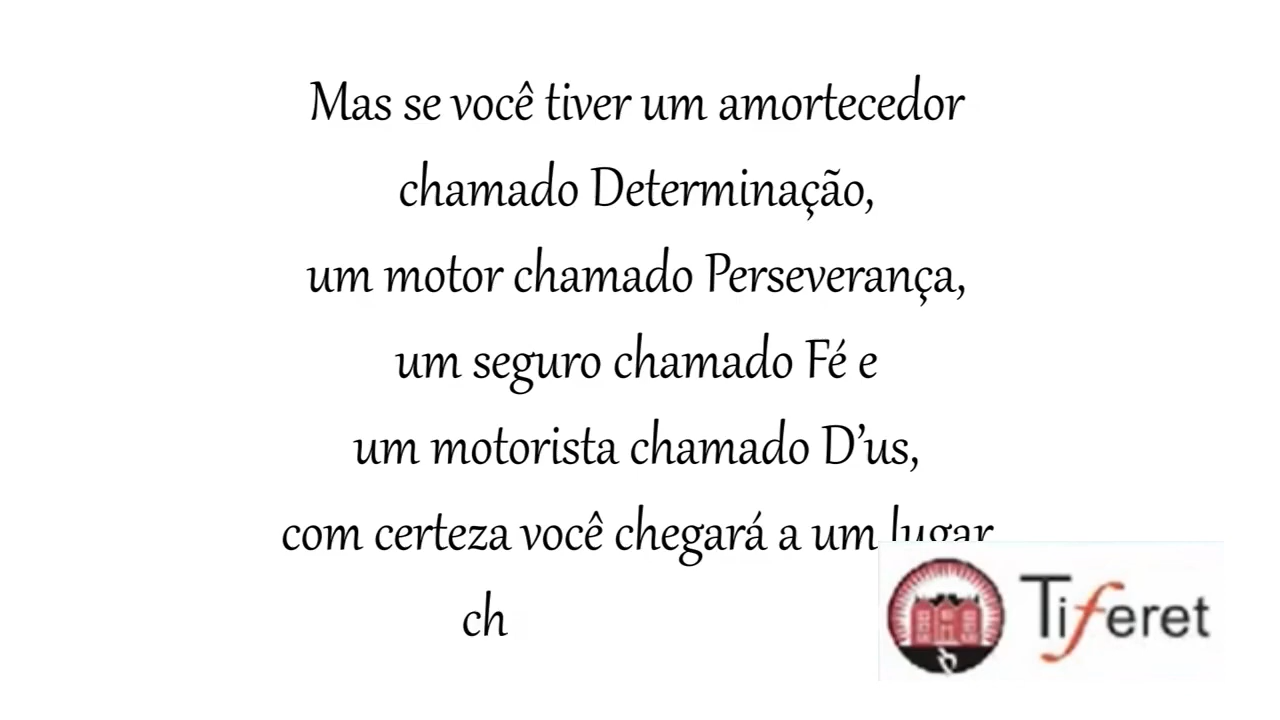 Mas se você tiver um amortecedor
chamado Determinação,
um motor chamado Perseverança,
um seguro chamado Fé e
um motorista chamado D’us,
com certeza você chegará a um lugar
ch
Tiferet